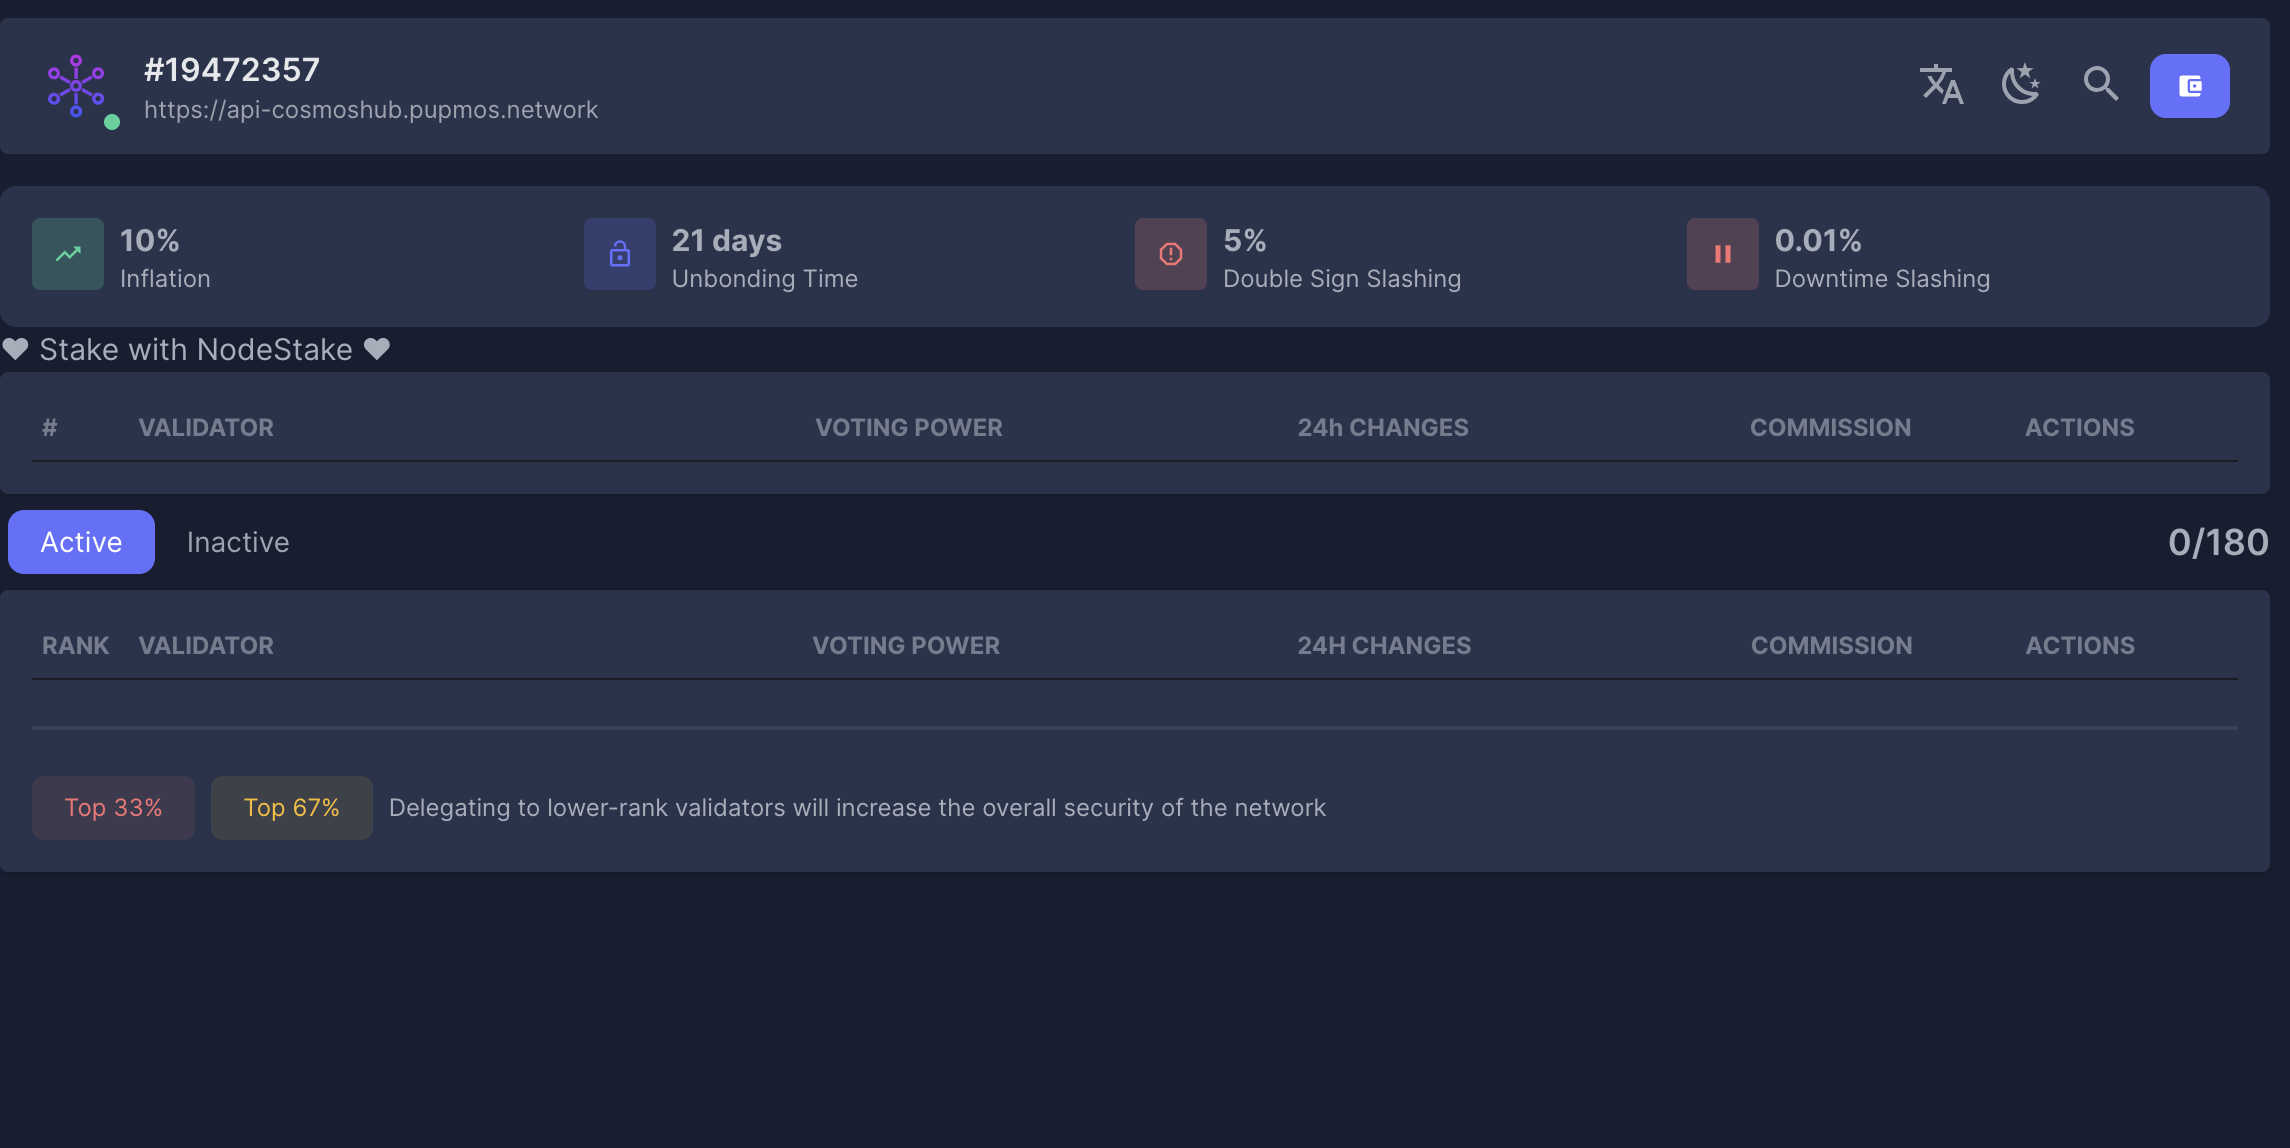 #19472357
https://api-cosmoshub.pupmos.network
10%
Inflation
21 days
Unbonding Time
5%
Double Sign Slashing
0.01%
Downtime Slashing
♥ Stake with NodeStake ♥
# VALIDATOR VOTING POWER 24h CHANGES COMMISSION ACTIONS
Active Inactive 0/180
RANK VALIDATOR VOTING POWER 24H CHANGES COMMISSION ACTIONS
Top 33% Top 67% Delegating to lower-rank validators will increase the overall security of the network